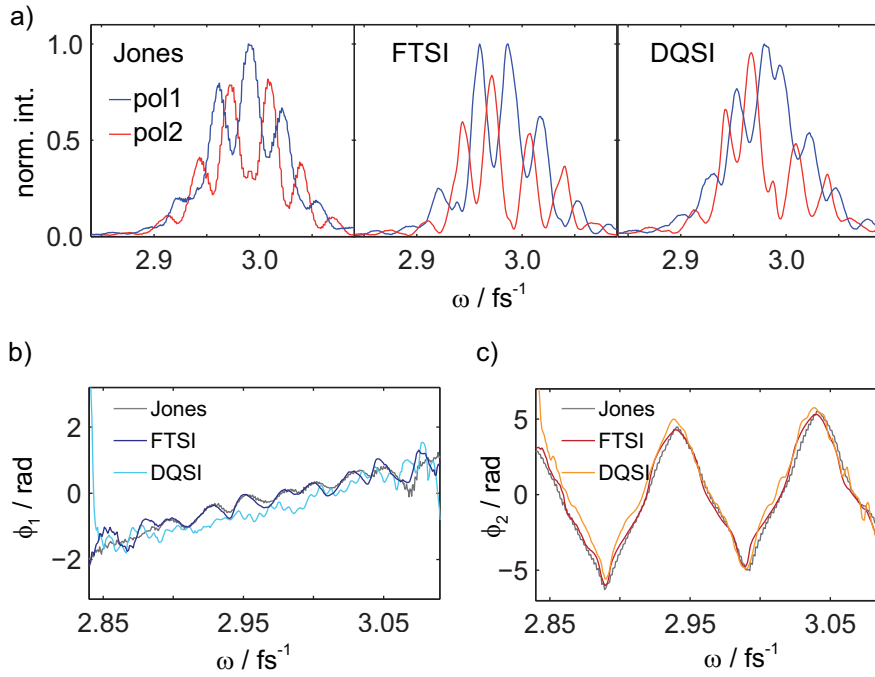 a)
Jones
FTSI
DQSI
pol1
pol2
norm. int.
1.0
0.5
0.0
2.9
3.0
2.9
3.0
2.9
3.0
ω / fs-1
b)
Jones
FTSI
DQSI
ϕ1 / rad
2
0
−2
2.85
2.95
3.05
ω / fs-1
c)
Jones
FTSI
DQSI
ϕ2 / rad
5
0
−5
2.85
2.95
3.05
ω / fs-1